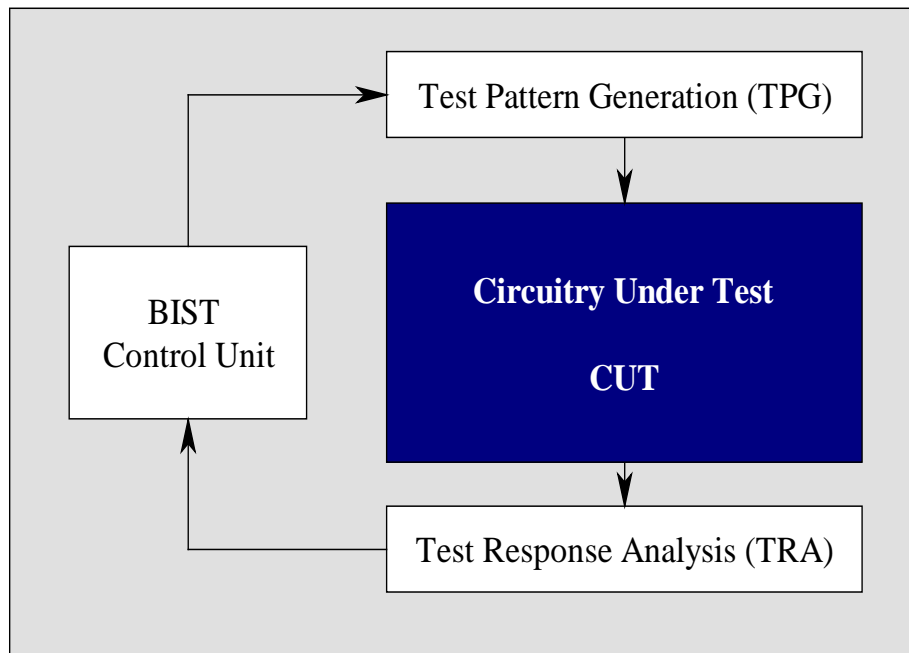 Test Pattern Generation (TPG)
Circuitry Under Test
CUT
BIST
Control Unit
Test Response Analysis (TRA)